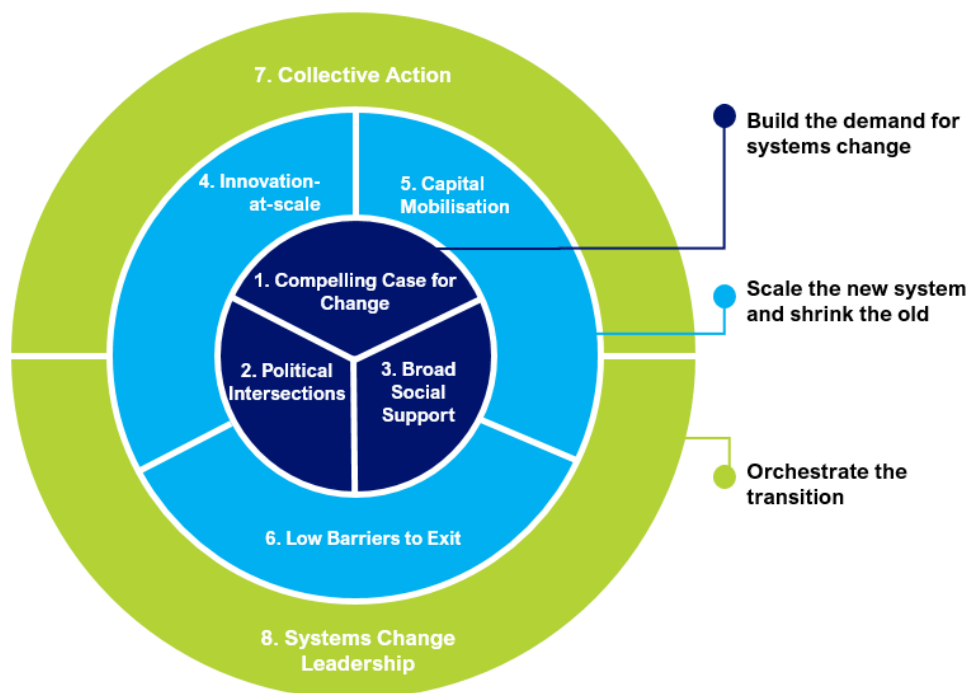 7. Collective Action
4. Innovation-
at-scale
5. Capital
Mobilisation
1. Compelling Case for
Change
2. Political
Intersections
3. Broad
Social
Support
6. Low Barriers to Exit
8. Systems Change
Leadership
Build the demand for
systems change
Scale the new system
and shrink the old
Orchestrate the
transition